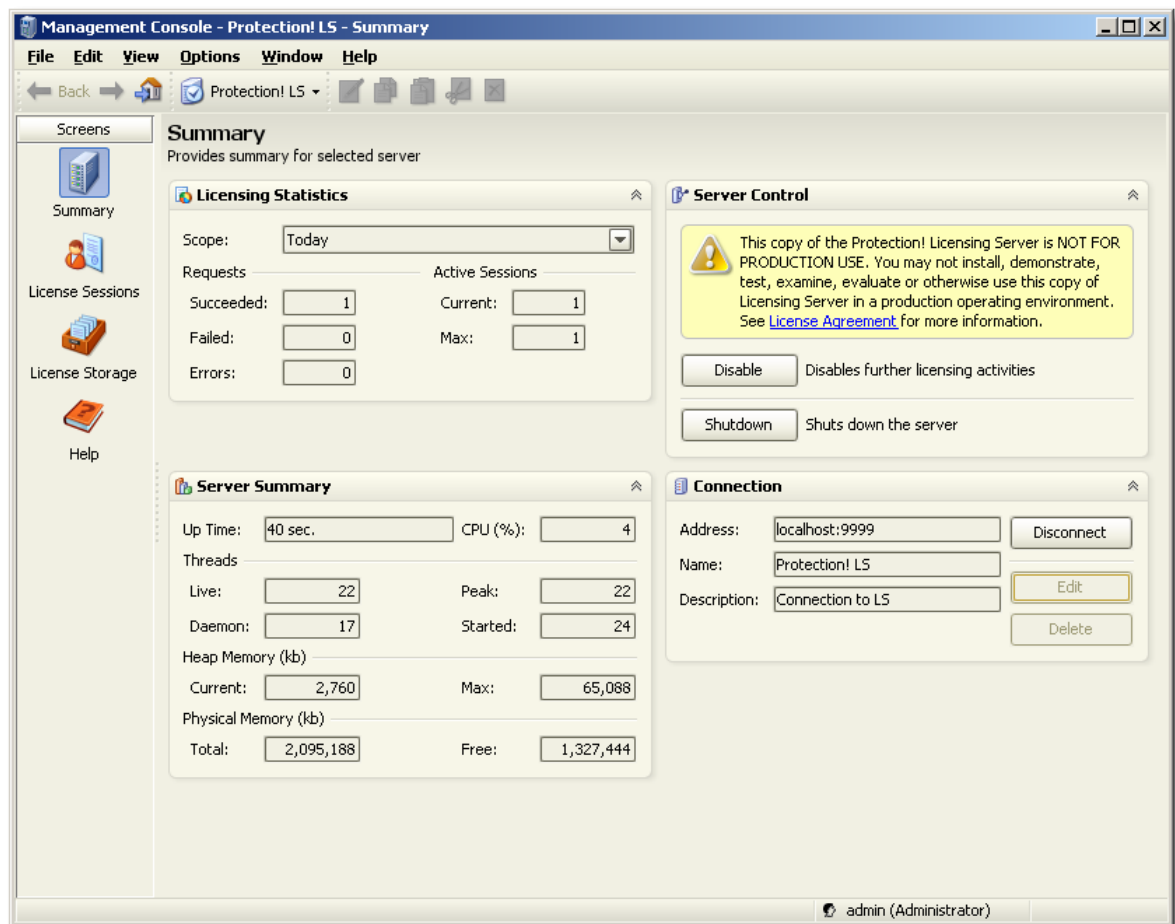 Management Console - Protection! LS - Summary
File Edit View Options Window Help
Back Protection! LS
Screens
Summary
License Sessions
License Storage
Help
Summary
Provides summary for selected server
Licensing Statistics
Scope: Today
Requests Active Sessions
Succeeded: 1 Current: 1
Failed: 0 Max: 1
Errors: 0
Server Control
This copy of the Protection! Licensing Server is NOT FOR
PRODUCTION USE. You may not install, demonstrate,
test, examine, evaluate or otherwise use this copy of
Licensing Server in a production operating environment.
See License Agreement for more information.
Disable Disables further licensing activities
Shutdown Shuts down the server
Server Summary
Up Time: 40 sec. CPU (%): 4
Threads
Live: 22 Peak: 22
Daemon: 17 Started: 24
Heap Memory (kb)
Current: 2,760 Max: 65,088
Physical Memory (kb)
Total: 2,095,188 Free: 1,327,444
Connection
Address: localhost:9999 Disconnect
Name: Protection! LS
Edit
Description: Connection to LS
Delete
admin (Administrator)